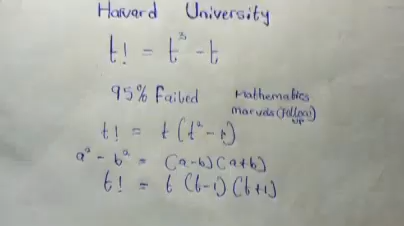 Harvard University
t! = t³ - t
95% Failed Mathematics
marvels (Follow
up)
t! = t (t² - 1)
a² - b² = (a-b)(a+b)
t! = t (t-1) (t+1)